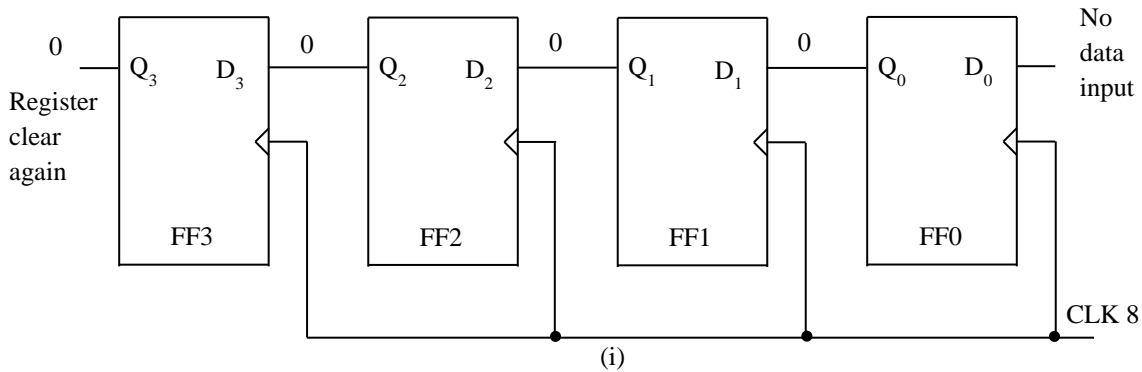 No
data
input
0
0
0
0
Q3 D3 Q2 D2 Q1 D1 Q0 D0
Register
clear
again
FF3 FF2 FF1 FF0
CLK 8
(i)